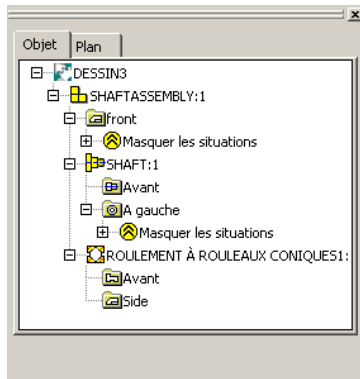 Objet Plan
DESSIN3
SHAFTASSEMBLY:1
front
Masquer les situations
SHAFT:1
Avant
A gauche
Masquer les situations
ROULEMENT À ROULEAUX CONIQUES1:
Avant
Side